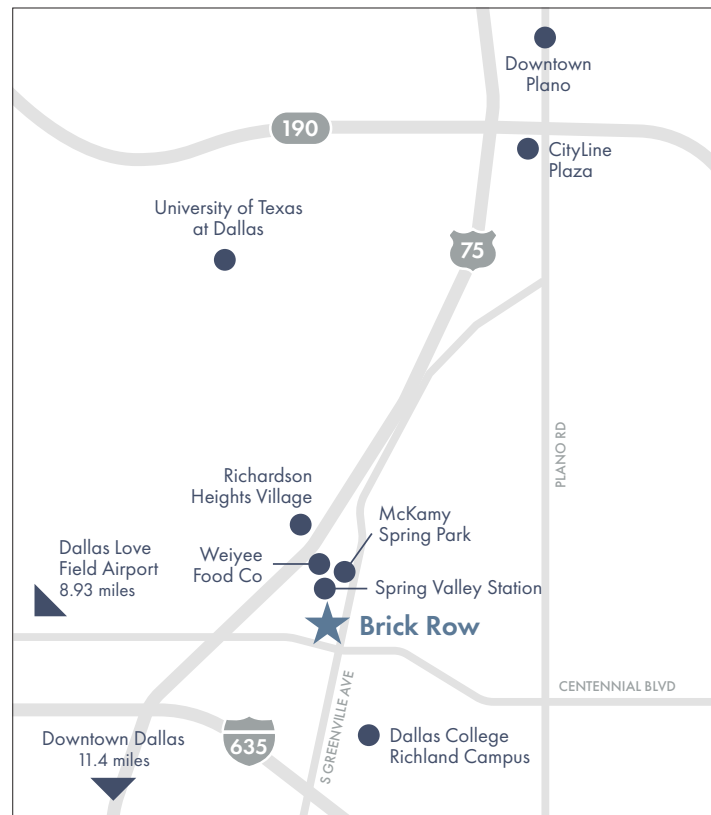 Downtown
Plano
190
CityLine
Plaza
University of Texas
at Dallas
75
PLANO RD
Richardson
Heights Village
McKamy
Spring Park
Weiyee
Food Co
Dallas Love
Field Airport
8.93 miles
Spring Valley Station
Brick Row
CENTENNIAL BLVD
S GREENVILLE AVE
635
Downtown Dallas
11.4 miles
Dallas College
Richland Campus